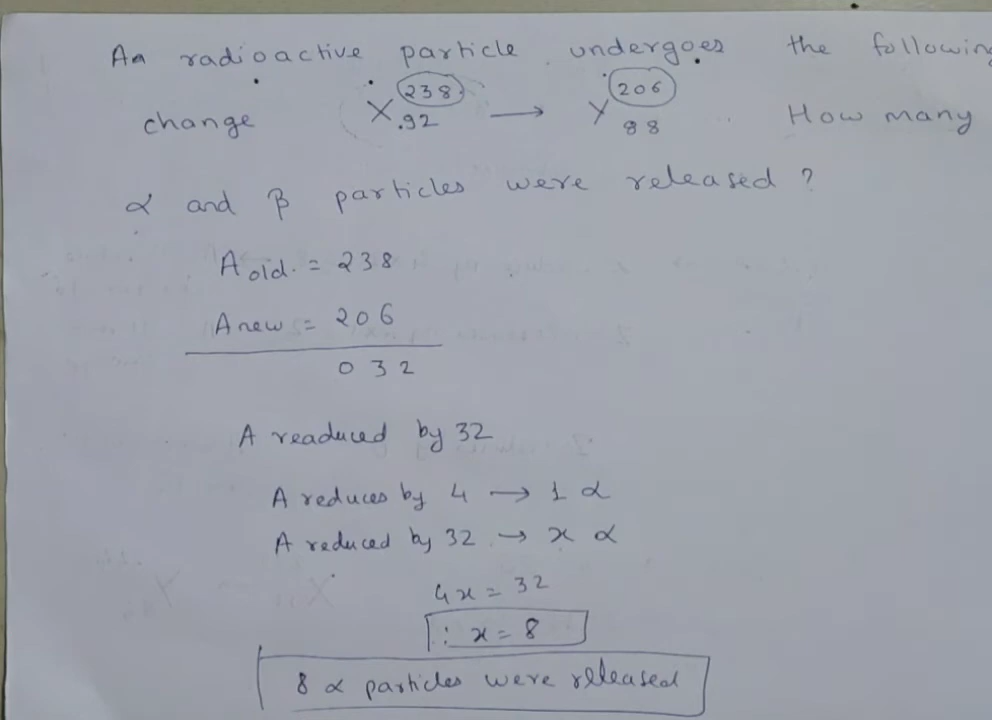 An radioactive particle undergoes the following
change X 238 92 → Y 206 88 How many
α and β particles were released ?
A old. = 238
A new = 206
032
A readuced by 32
A reduces by 4 → 1 α
A reduced by 32 → x α
4x = 32
∴ x = 8
8 α particles were released